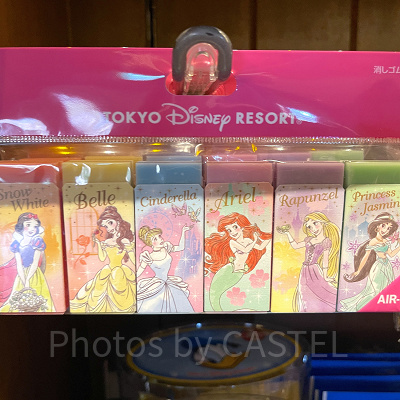 消しゴム
TOKYO Disney RESORT
Snow
White
Belle
Cinderella
Ariel
Rapunzel
Princess
Jasmine
AIR-
Photos by CASTEL